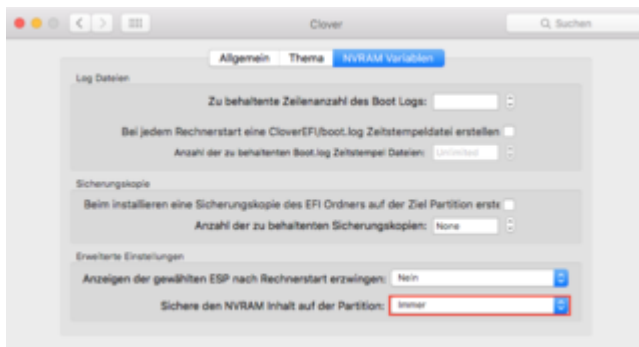 Clover
Suchen
Allgemein Thema NVRAM Variablen
Log Dateien
Zu behaltente Zeilenanzahl des Boot Logs:
Bei jedem Rechnerstart eine CloverEFI/boot.log Zeitstempeldatei erstellen
Anzahl der zu behaltenten Boot.log Zeitstempel Dateien: Unlimited
Sicherungskopie
Beim installieren eine Sicherungskopie des EFI Ordners auf der Ziel Partition erste
Anzahl der zu behaltenten Sicherungskopien: None
Erweiterte Einstellungen
Anzeigen der gewählten ESP nach Rechnerstart erzwingen: Nein
Sichere den NVRAM Inhalt auf der Partition: Immer